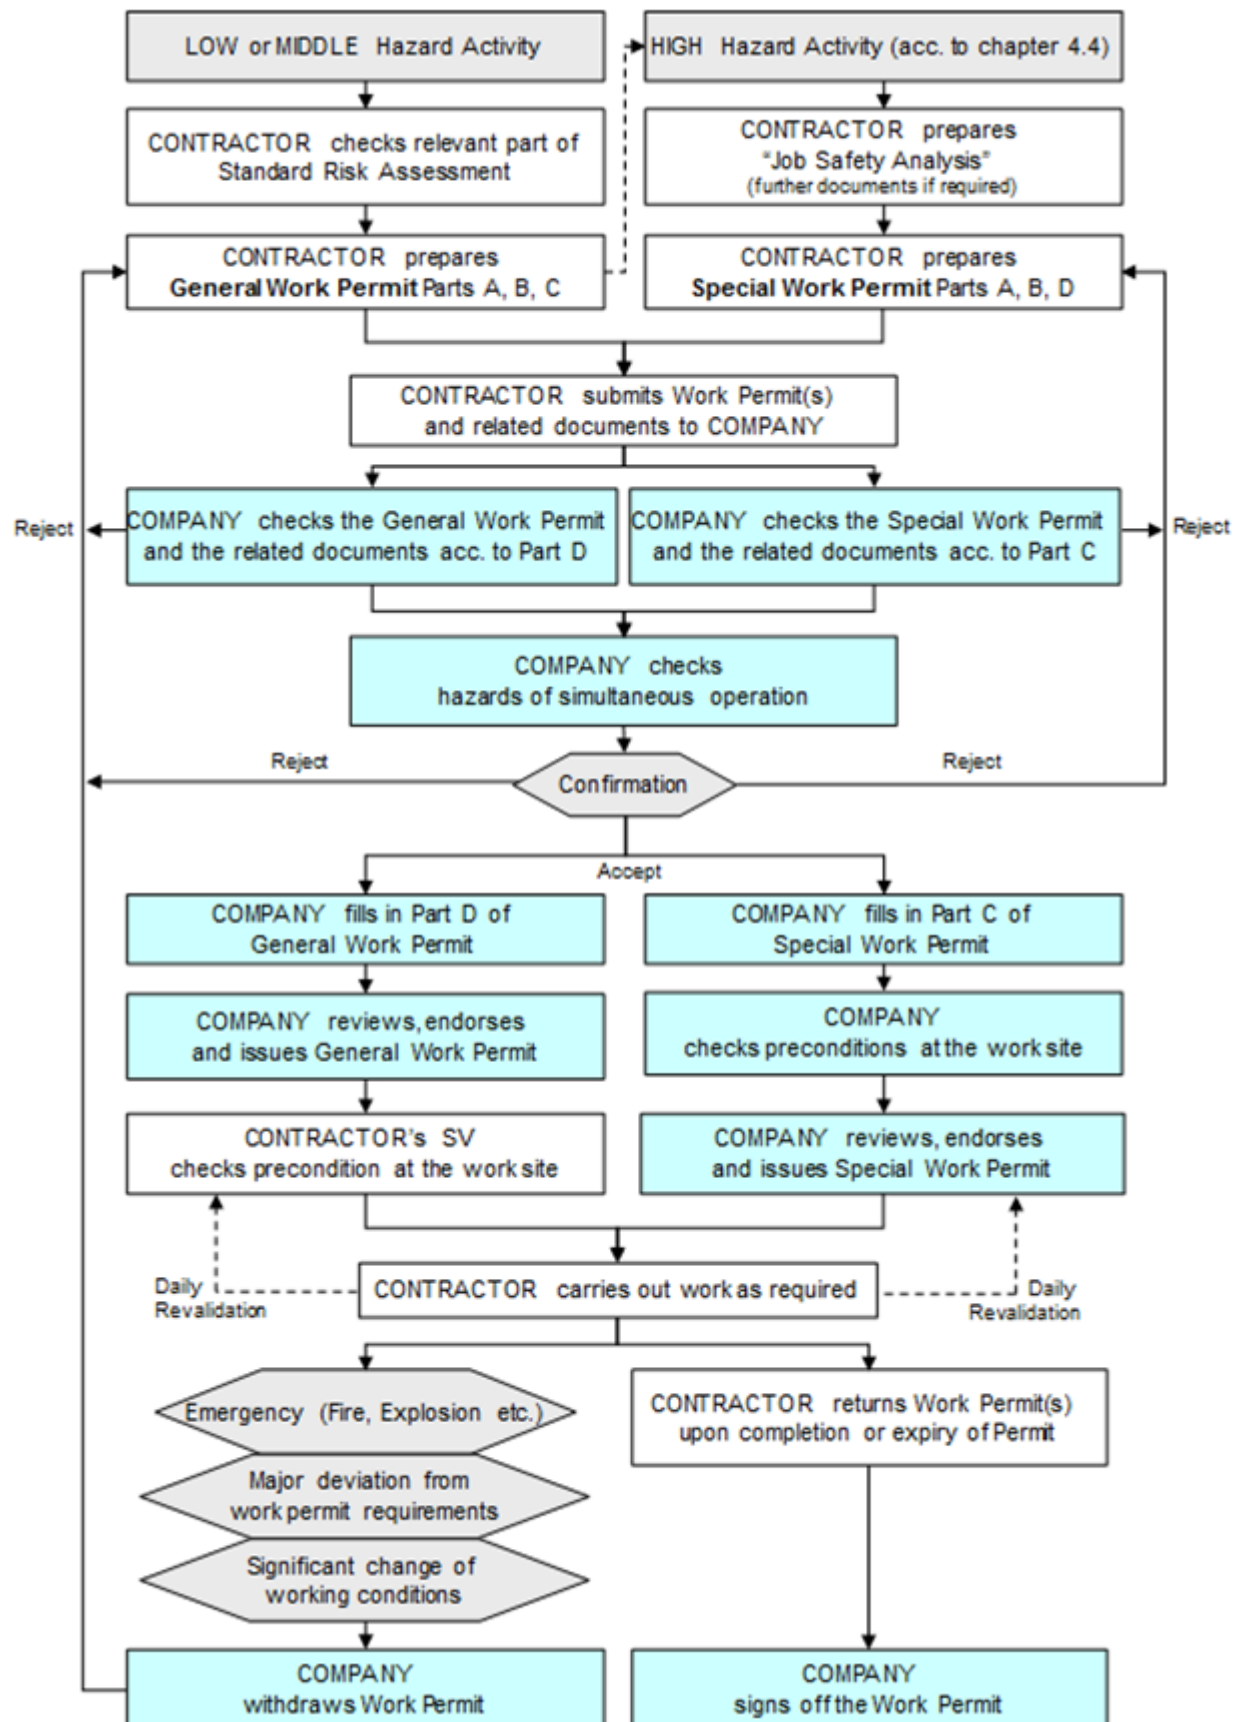 LOW or MIDDLE Hazard Activity
HIGH Hazard Activity (acc. to chapter 4.4)
CONTRACTOR checks relevant part of
Standard Risk Assessment
CONTRACTOR prepares
"Job Safety Analysis"
(further documents if required)
CONTRACTOR prepares
General Work Permit Parts A, B, C
CONTRACTOR prepares
Special Work Permit Parts A, B, D
CONTRACTOR submits Work Permit(s)
and related documents to COMPANY
Reject
COMPANY checks the General Work Permit
and the related documents acc. to Part D
COMPANY checks the Special Work Permit
and the related documents acc. to Part C
Reject
COMPANY checks
hazards of simultaneous operation
Reject
Confirmation
Reject
Accept
COMPANY fills in Part D of
General Work Permit
COMPANY fills in Part C of
Special Work Permit
COMPANY reviews, endorses
and issues General Work Permit
COMPANY
checks preconditions at the work site
CONTRACTOR's SV
checks precondition at the work site
COMPANY reviews, endorses
and issues Special Work Permit
Daily
Revalidation
CONTRACTOR carries out work as required
Daily
Revalidation
Emergency (Fire, Explosion etc.)
CONTRACTOR returns Work Permit(s)
upon completion or expiry of Permit
Major deviation from
work permit requirements
Significant change of
working conditions
COMPANY
withdraws Work Permit
COMPANY
signs off the Work Permit